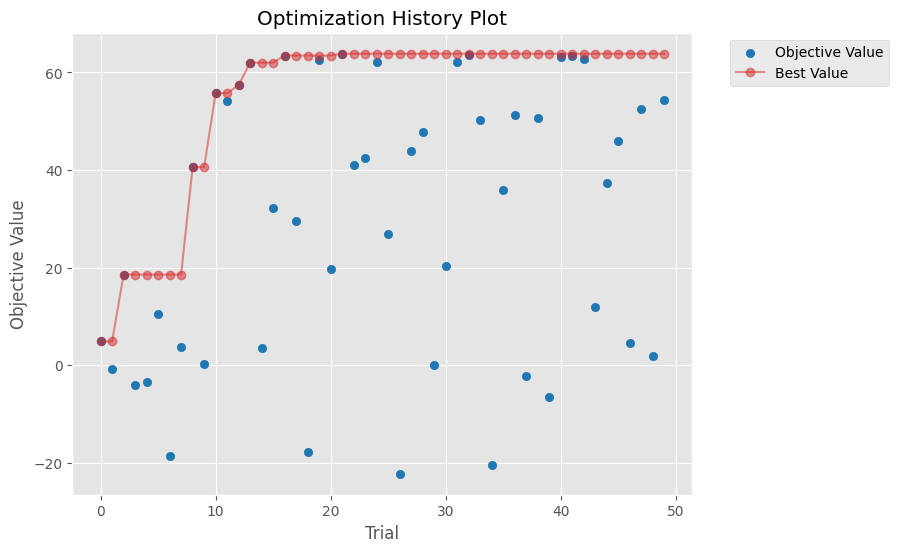 Optimization History Plot
Objective Value
Best Value
Objective Value
60
40
20
0
−20
0 10 20 30 40 50
Trial